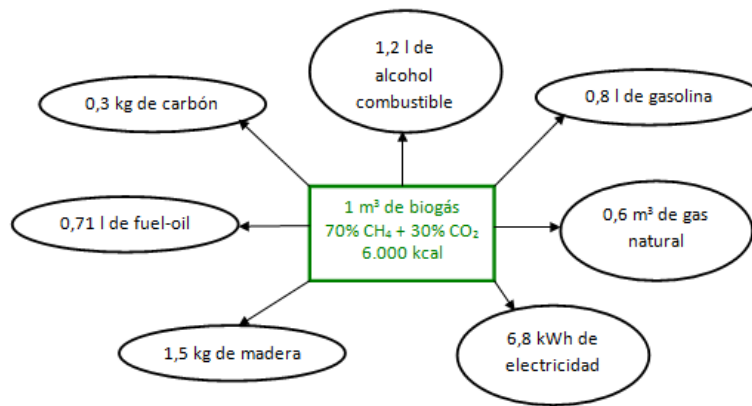 1,2 l de
alcohol
combustible
0,3 kg de carbón
0,8 l de gasolina
1 m³ de biogás
70% CH₄ + 30% CO₂
6.000 kcal
0,71 l de fuel-oil
0,6 m³ de gas
natural
1,5 kg de madera
6,8 kWh de
electricidad